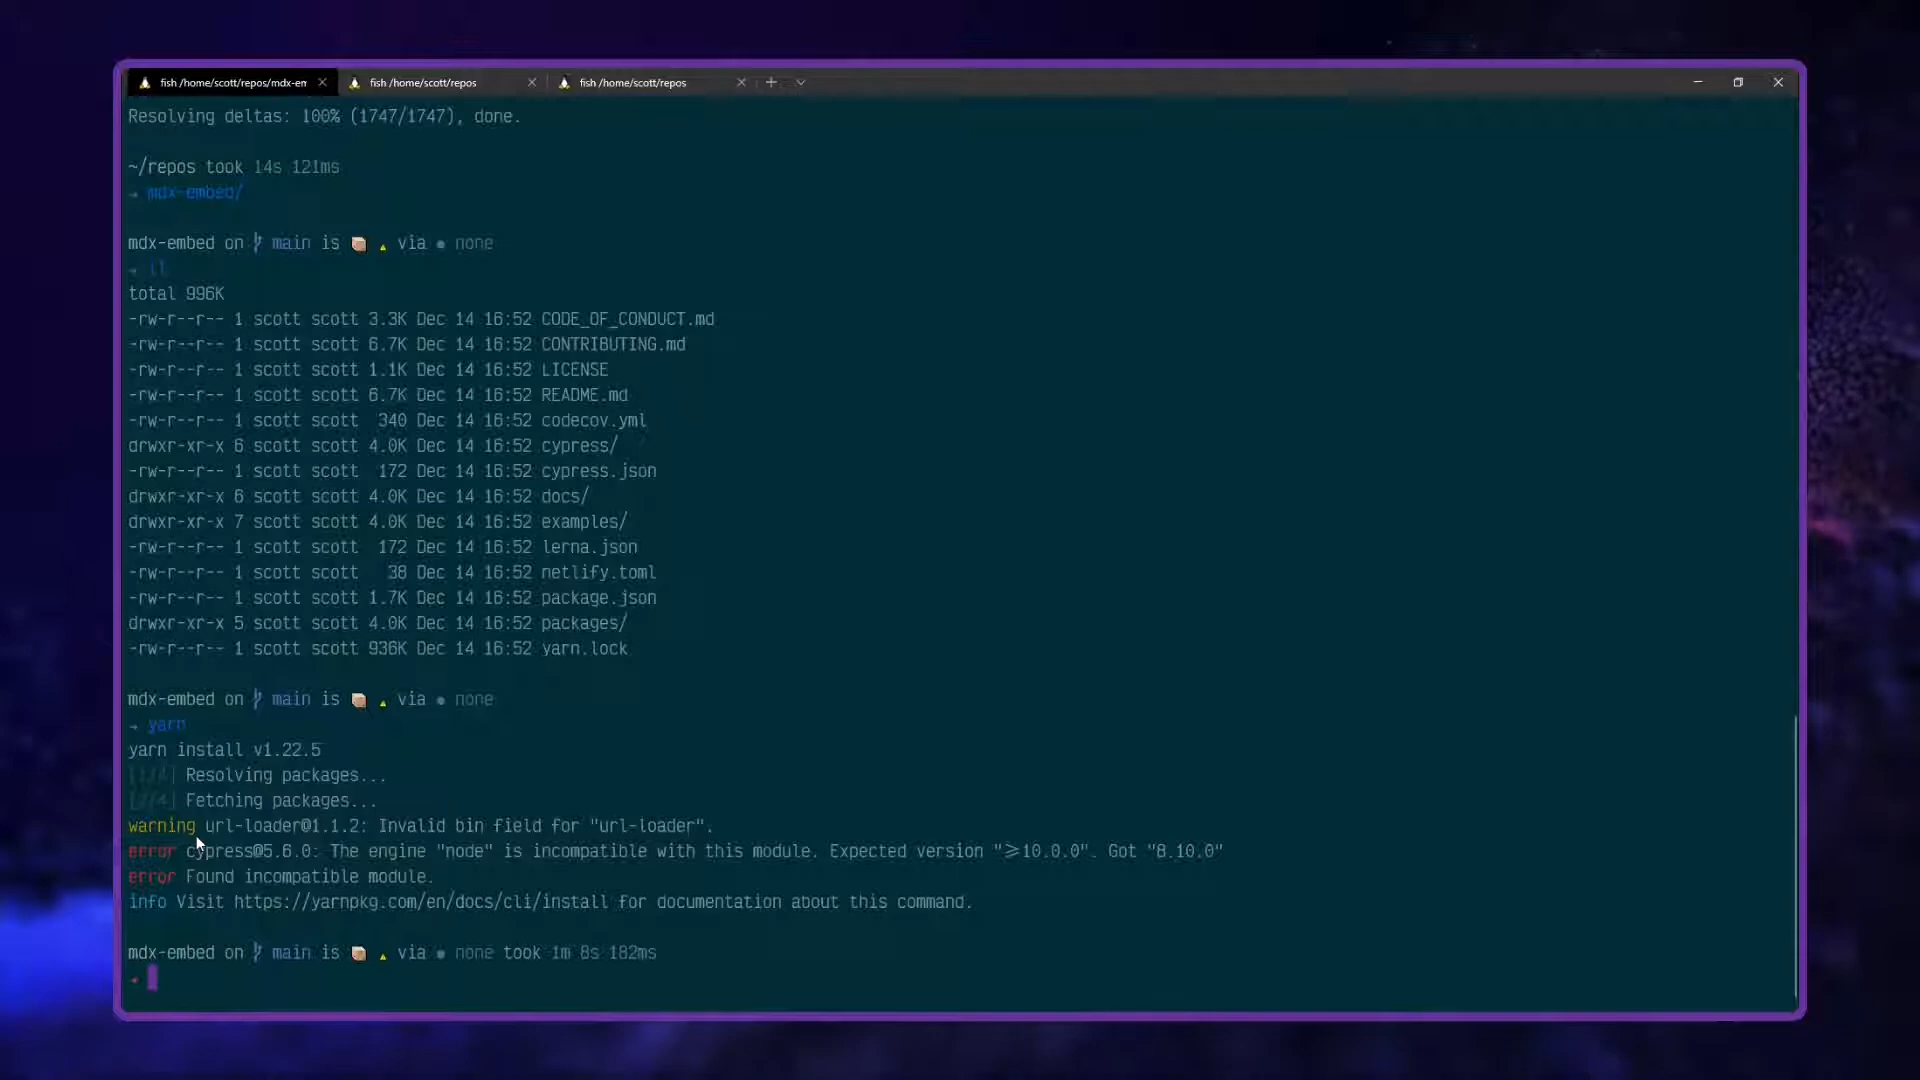 fish /home/scott/repos/mdx-em
fish /home/scott/repos
fish /home/scott/repos
Resolving deltas: 100% (1747/1747), done.
~/repos took 14s 121ms
mdx-embed/
mdx-embed on main is via none
ll
total 996K
-rw-r--r-- 1 scott scott 3.3K Dec 14 16:52 CODE_OF_CONDUCT.md
-rw-r--r-- 1 scott scott 6.7K Dec 14 16:52 CONTRIBUTING.md
-rw-r--r-- 1 scott scott 1.1K Dec 14 16:52 LICENSE
-rw-r--r-- 1 scott scott 6.7K Dec 14 16:52 README.md
-rw-r--r-- 1 scott scott 340 Dec 14 16:52 codecov.yml
drwxr-xr-x 6 scott scott 4.0K Dec 14 16:52 cypress/
-rw-r--r-- 1 scott scott 172 Dec 14 16:52 cypress.json
drwxr-xr-x 6 scott scott 4.0K Dec 14 16:52 docs/
drwxr-xr-x 7 scott scott 4.0K Dec 14 16:52 examples/
-rw-r--r-- 1 scott scott 172 Dec 14 16:52 lerna.json
-rw-r--r-- 1 scott scott 38 Dec 14 16:52 netlify.toml
-rw-r--r-- 1 scott scott 1.7K Dec 14 16:52 package.json
drwxr-xr-x 5 scott scott 4.0K Dec 14 16:52 packages/
-rw-r--r-- 1 scott scott 936K Dec 14 16:52 yarn.lock
mdx-embed on main is via none
yarn
yarn install v1.22.5
[1/4] Resolving packages...
[2/4] Fetching packages...
warning url-loader@1.1.2: Invalid bin field for "url-loader".
error cypress@5.6.0: The engine "node" is incompatible with this module. Expected version "≥10.0.0". Got "8.10.0"
error Found incompatible module.
info Visit https://yarnpkg.com/en/docs/cli/install for documentation about this command.
mdx-embed on main is via none took 1m 8s 182ms